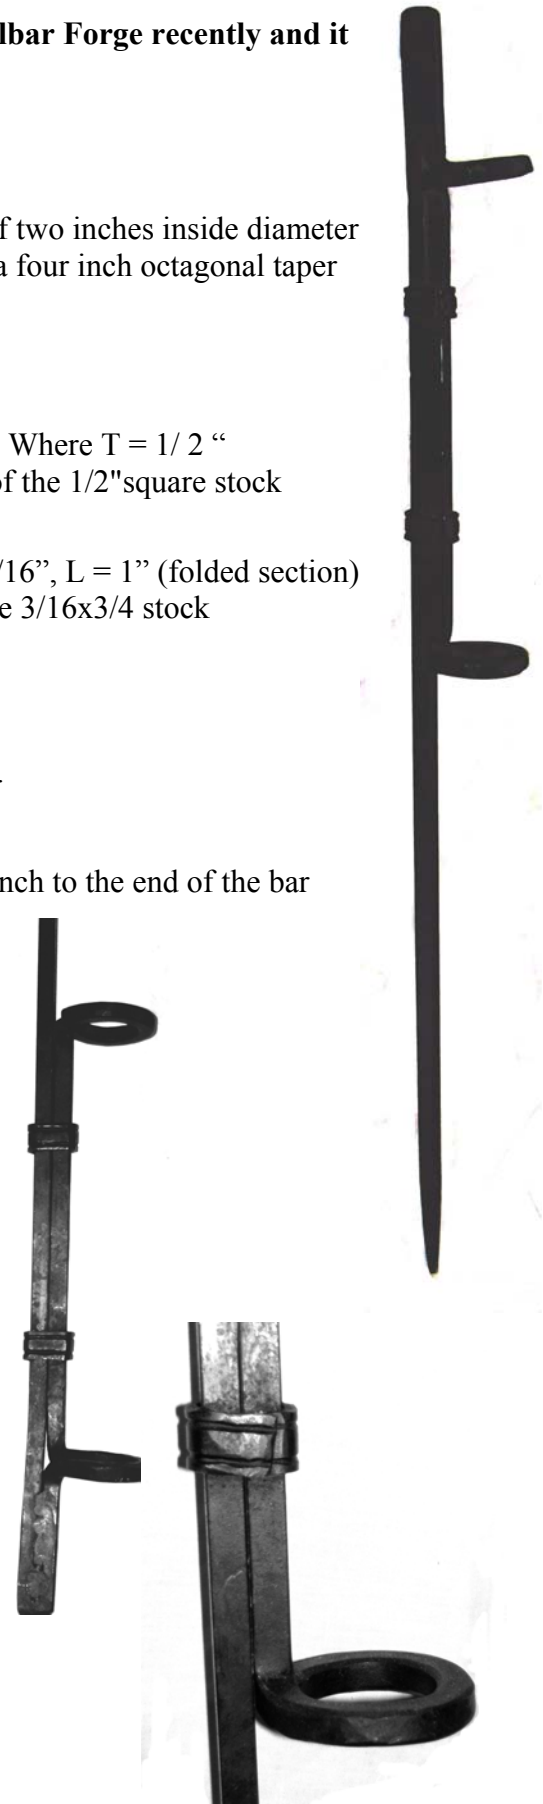 lbar Forge recently and it
f two inches inside diameter
a four inch octagonal taper
Where T = 1/ 2 “
of the 1/2"square stock
/16”, L = 1” (folded section)
e 3/16x3/4 stock
.
nch to the end of the bar